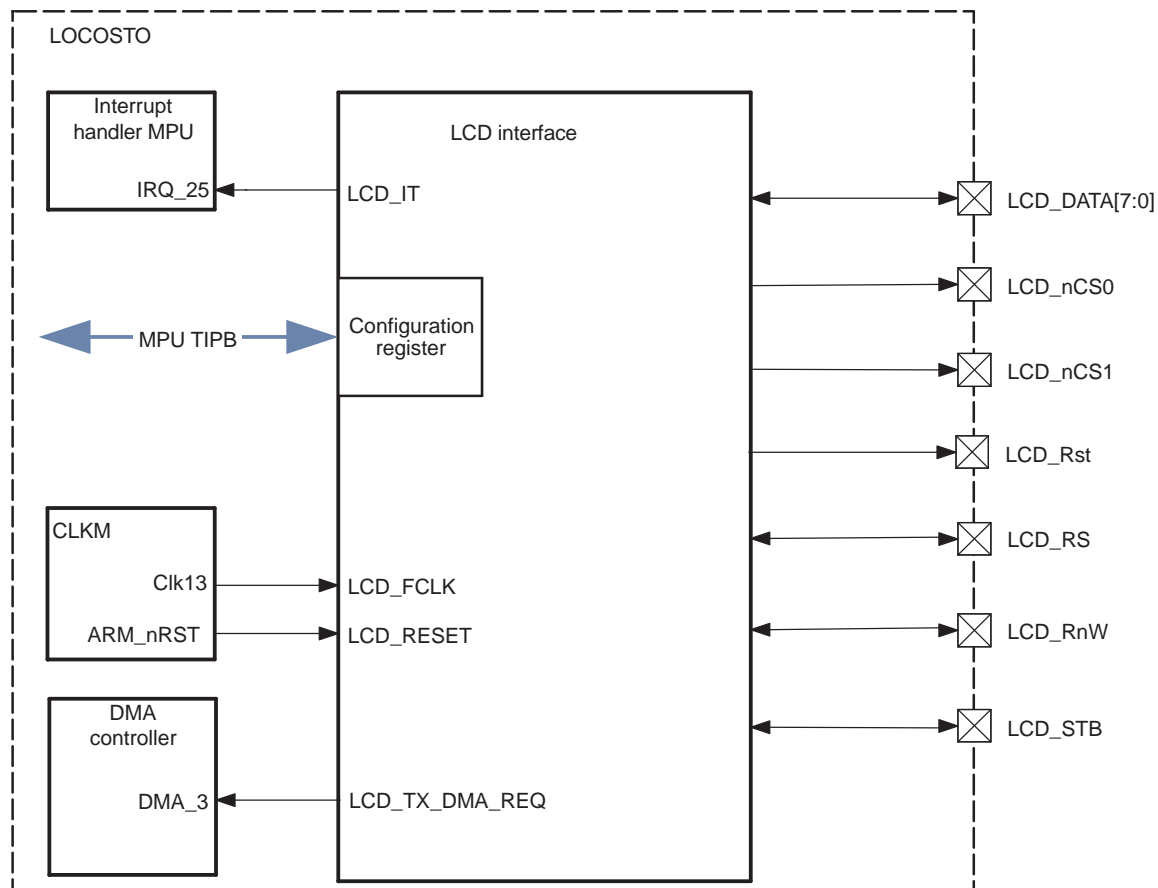 LOCOSTO
Interrupt
handler MPU
IRQ_25
LCD interface
LCD_IT
LCD_DATA[7:0]
LCD_nCS0
Configuration
register
MPU TIPB
LCD_nCS1
LCD_Rst
CLKM
Clk13
ARM_nRST
LCD_FCLK
LCD_RESET
LCD_RS
LCD_RnW
DMA
controller
LCD_STB
DMA_3
LCD_TX_DMA_REQ